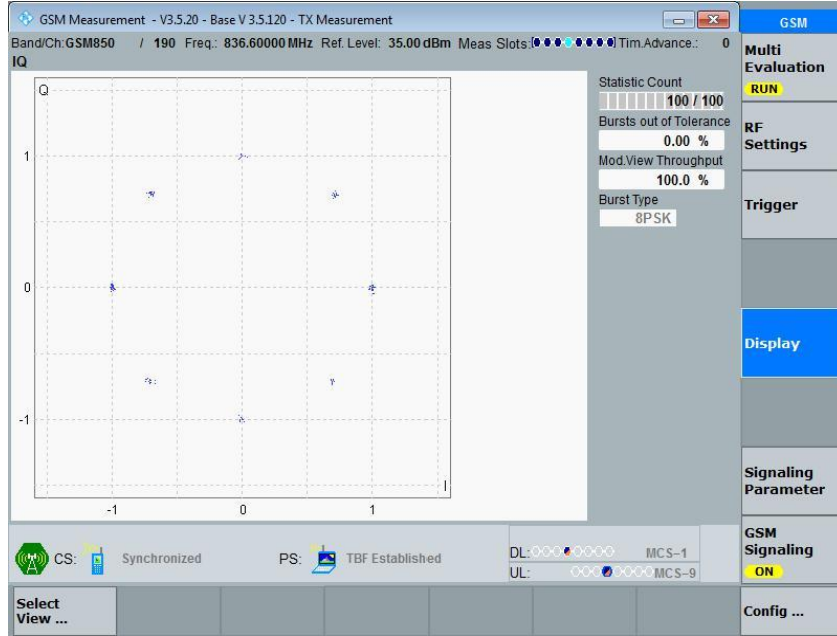 GSM Measurement - V3.5.20 - Base V 3.5.120 - TX Measurement
GSM
Band/Ch:GSM850 / 190 Freq.: 836.60000 MHz Ref. Level: 35.00 dBm Meas Slots: Tim.Advance.: 0
IQ
Multi
Evaluation
RUN
Q
Statistic Count
100 / 100
Bursts out of Tolerance
0.00 %
Mod.View Throughput
100.0 %
Burst Type
8PSK
RF
Settings
Trigger
Display
1
0
-1
I
-1 0 1
Signaling
Parameter
CS: Synchronized PS: TBF Established DL: MCS-1
UL: MCS-9
GSM
Signaling
ON
Select
View ...
Config ...